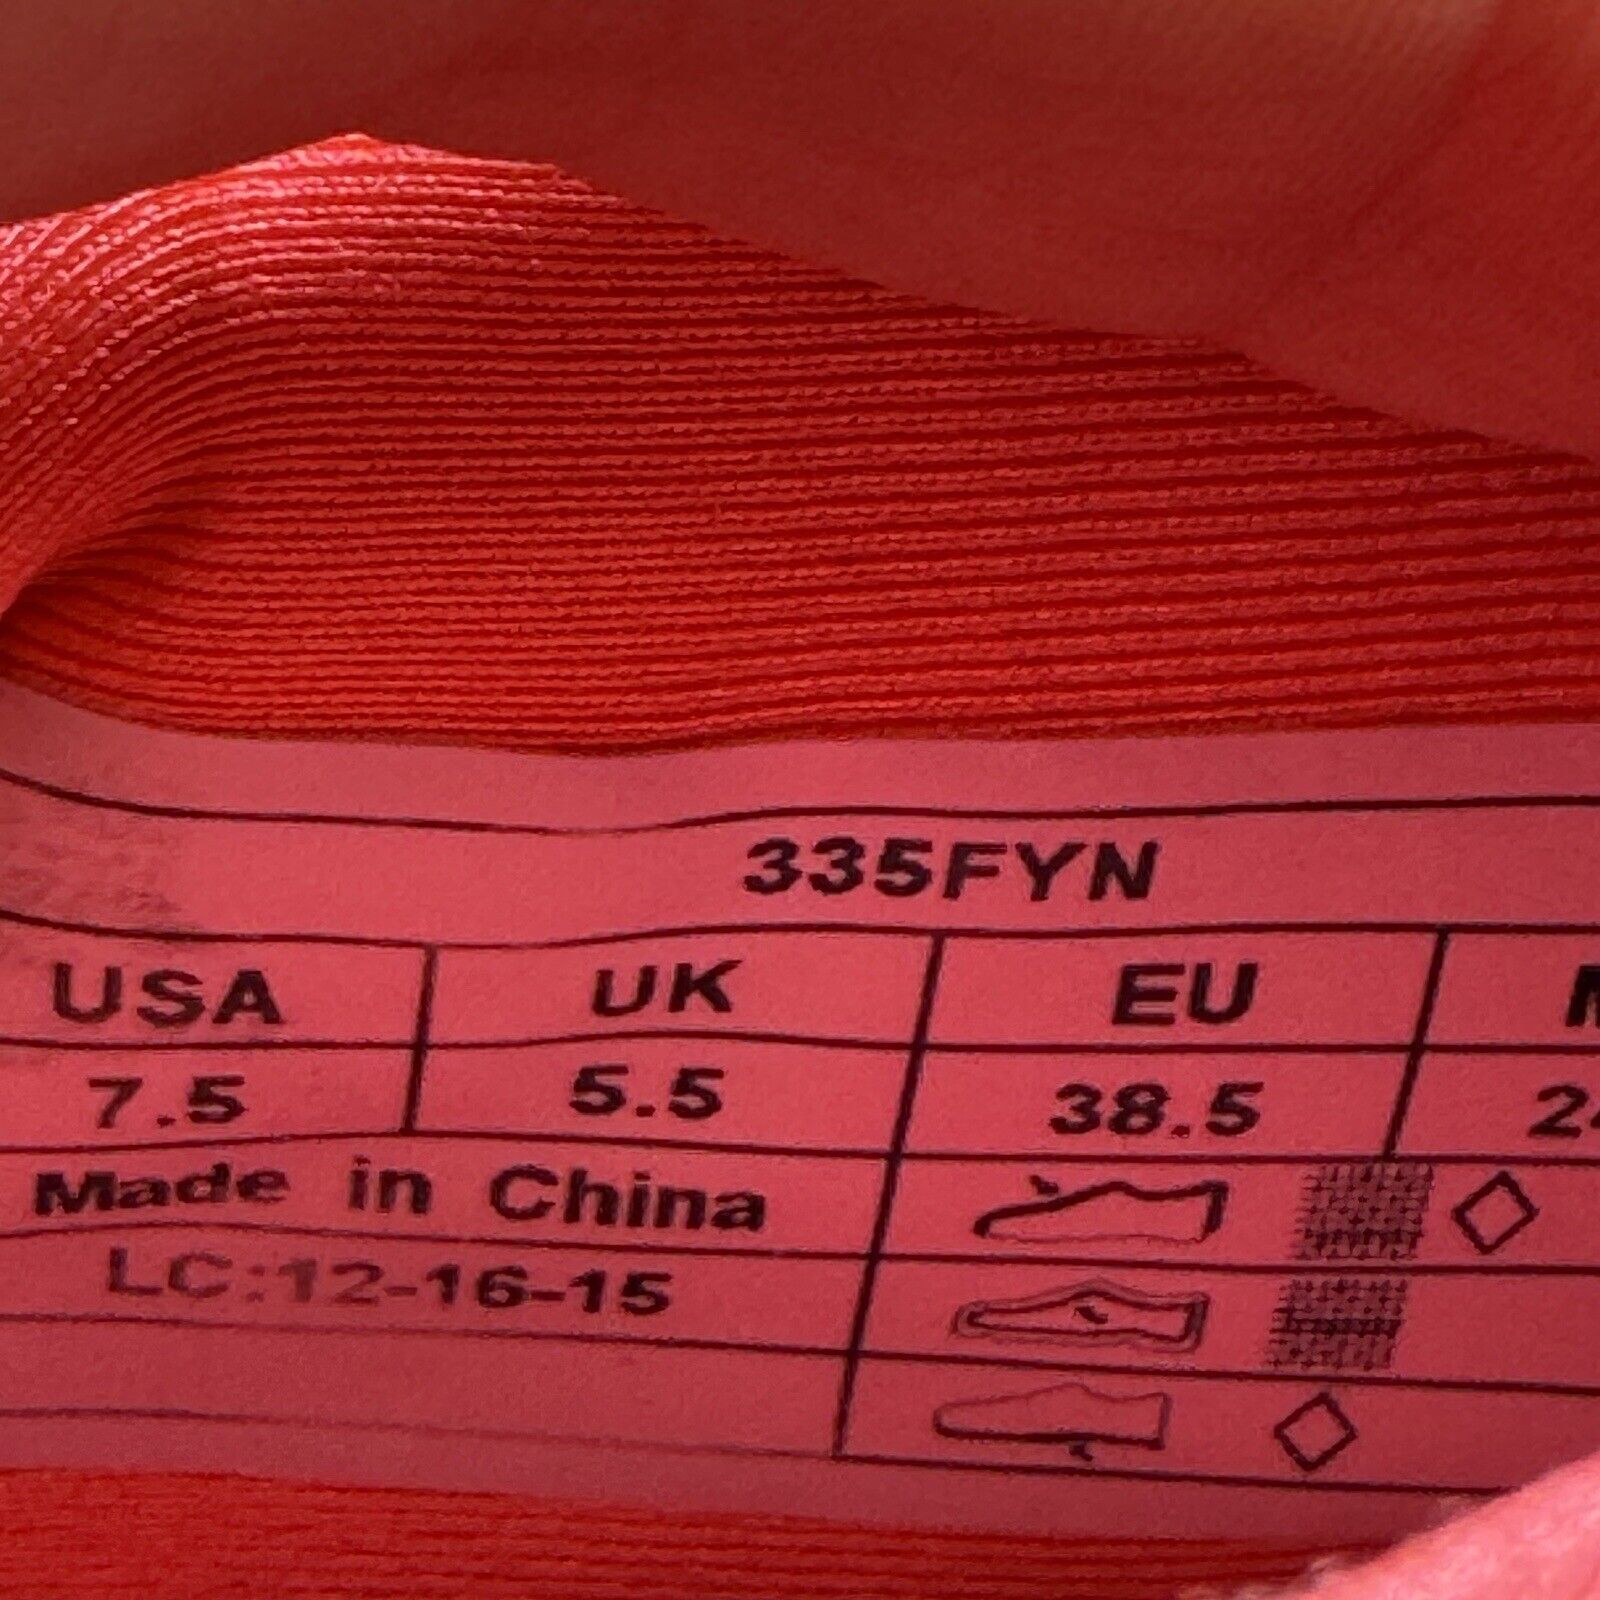 335FYN
USA UK EU
7.5 5.5 38.5
Made in China
LC:12-16-15